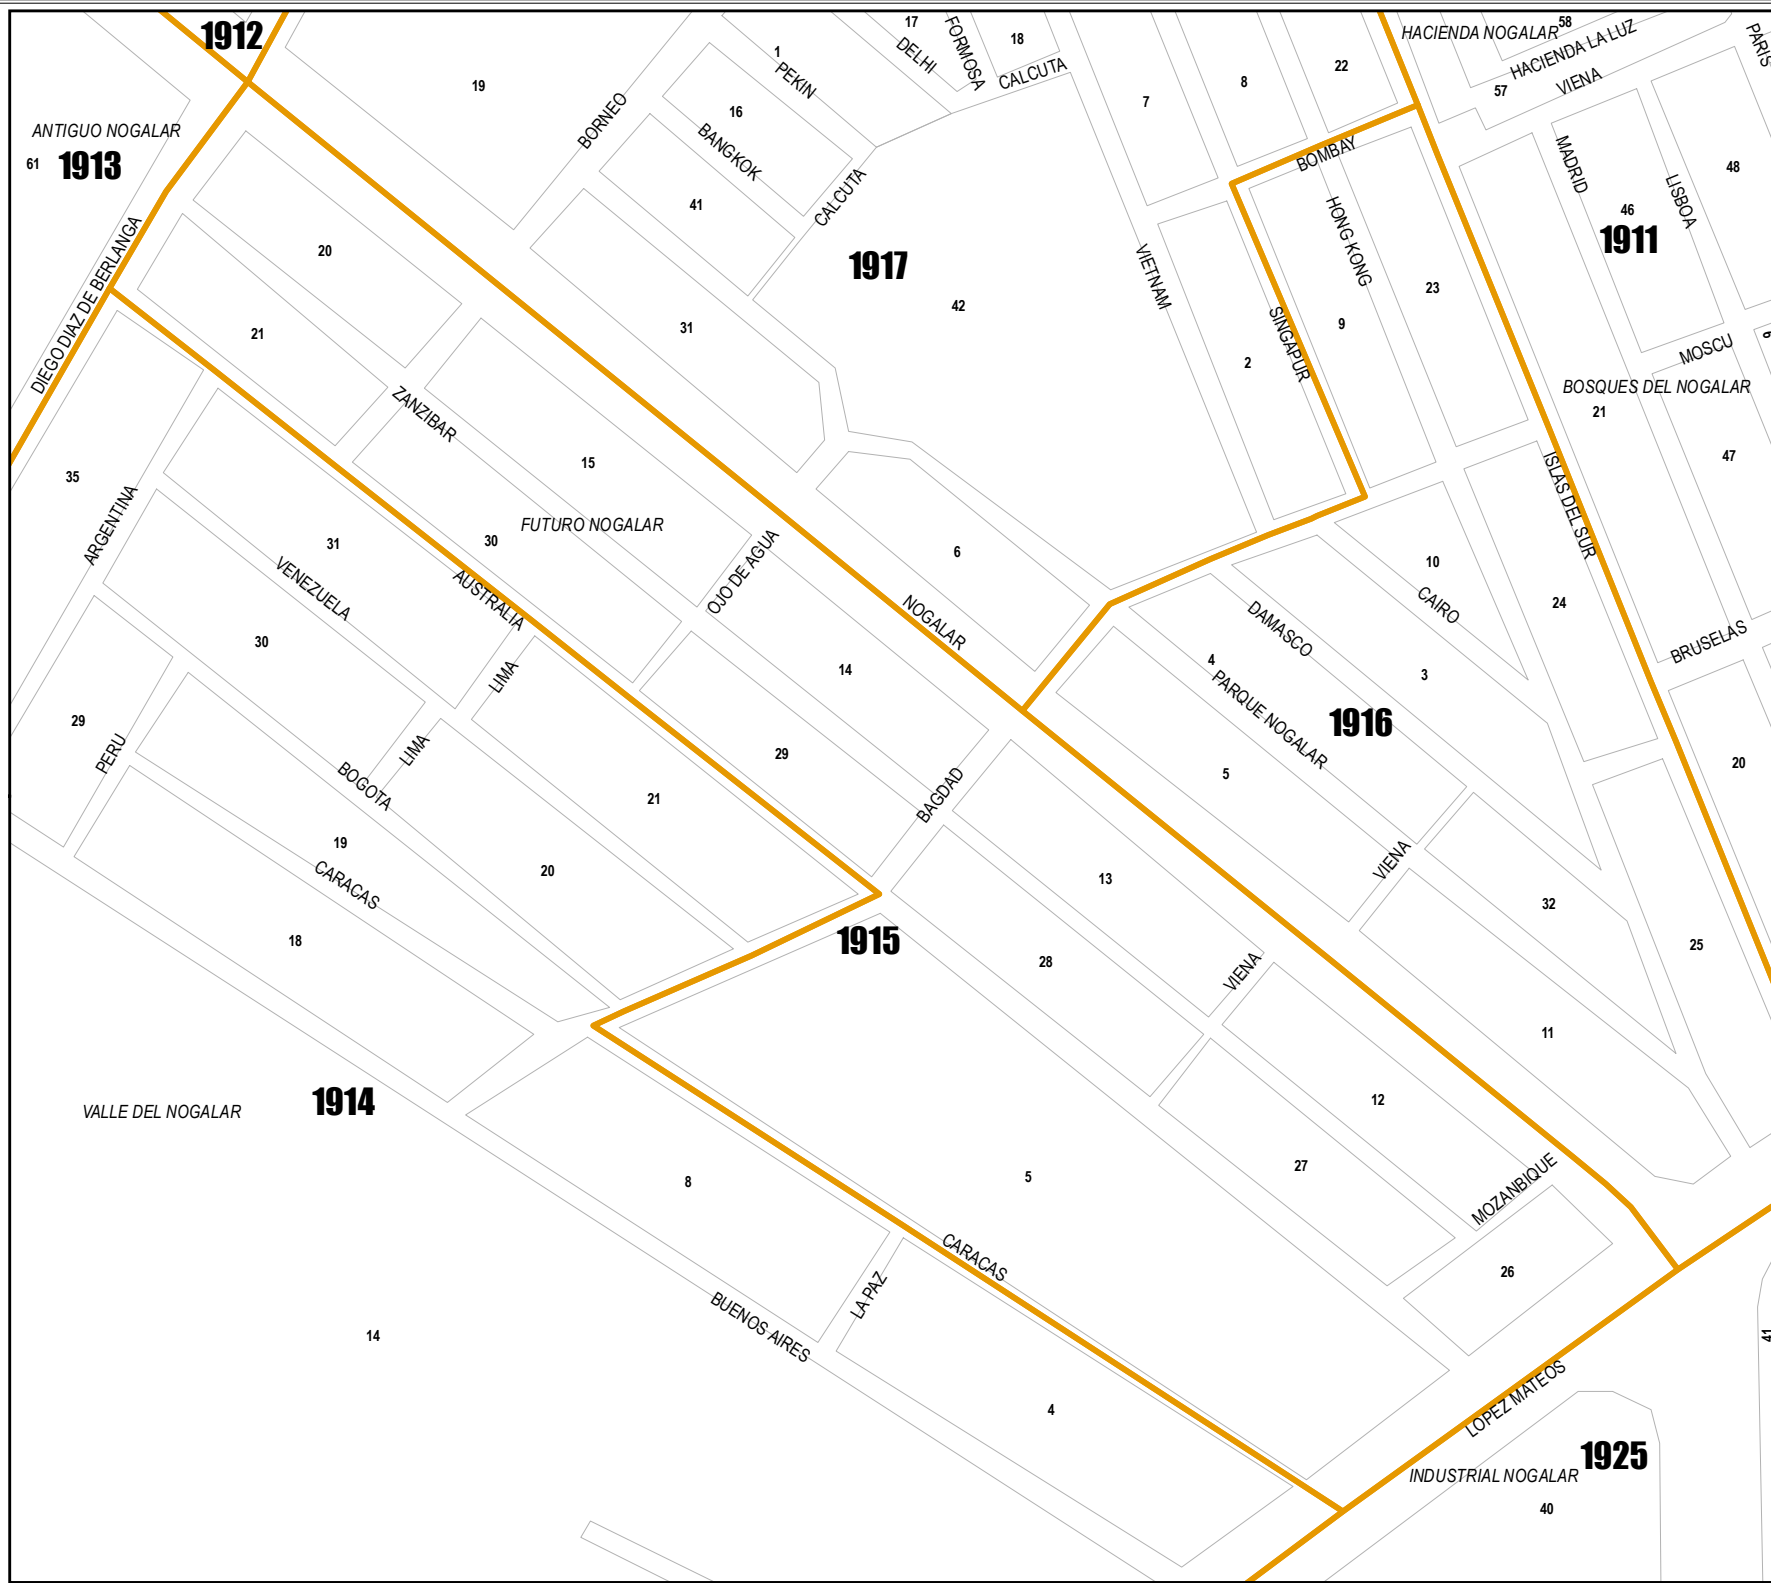 1912
17
FORMOSA
18
58
HACIENDA NOGALAR
HACIENDA LA LUZ
PARIS
1
DELHI
PEKIN
CALCUTA
22
8
VIENA
57
19
7
16
BORNEO
ANTIGUO NOGALAR
61
1913
BANGKOK
BOMBAY
MADRID
48
LISBOA
CALCUTA
41
46
1911
HONG KONG
DIEGO DIAZ DE BERLANGA
20
1917
VIETNAM
23
42
31
21
9
SINGAPUR
2
MOSCU
BOSQUES DEL NOGALAR
21
ZANZIBAR
15
47
35
ISLAS DEL SUR
ARGENTINA
FUTURO NOGALAR
30
31
6
10
OJO DE AGUA
VENEZUELA
AUSTRALIA
CAIRO
24
NOGALAR
DAMASCO
30
BRUSELAS
4
14
LIMA
3
PARQUE NOGALAR
29
1916
PERU
LIMA
29
5
20
BOGOTA
21
BAGDAD
19
VIENA
CARACAS
20
13
32
18
1915
25
28
VIENA
11
VALLE DEL NOGALAR
1914
12
27
8
5
MOZANBIQUE
CARACAS
26
LA PAZ
BUENOS AIRES
14
41
LOPEZ MATEOS
4
1925
INDUSTRIAL NOGALAR
40